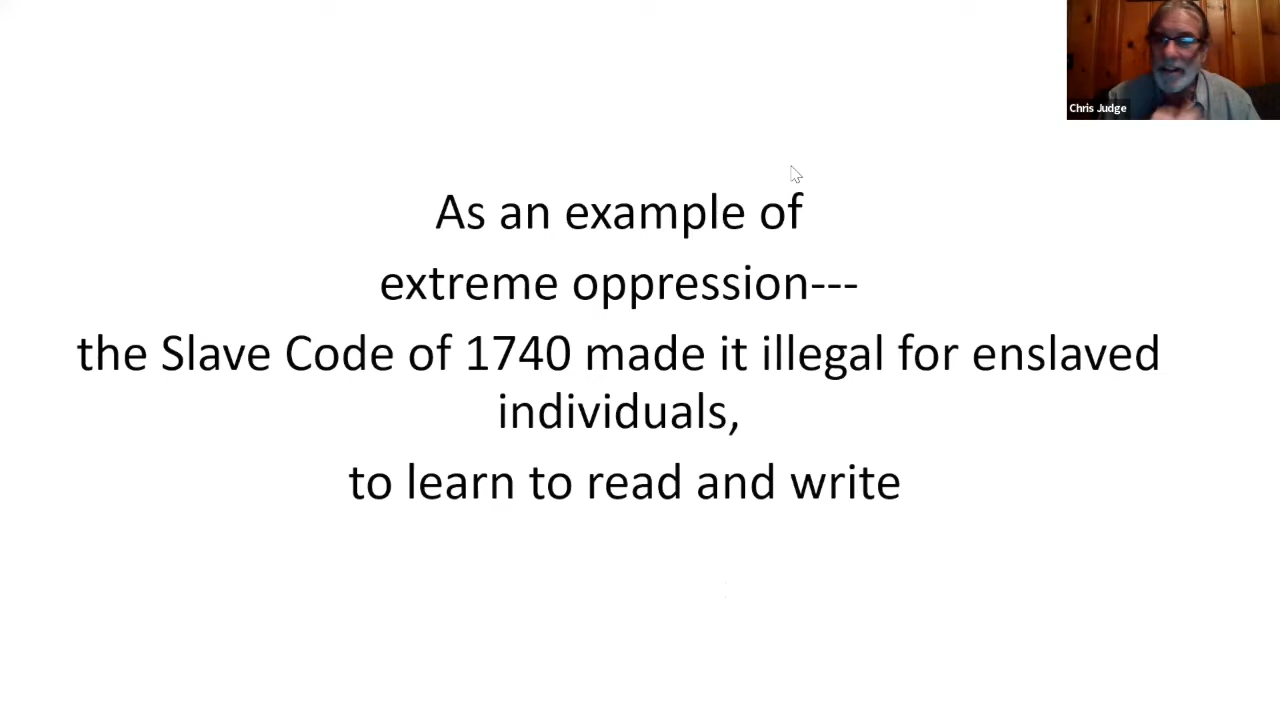 Chris Judge
As an example of
extreme oppression---
the Slave Code of 1740 made it illegal for enslaved
individuals,
to learn to read and write